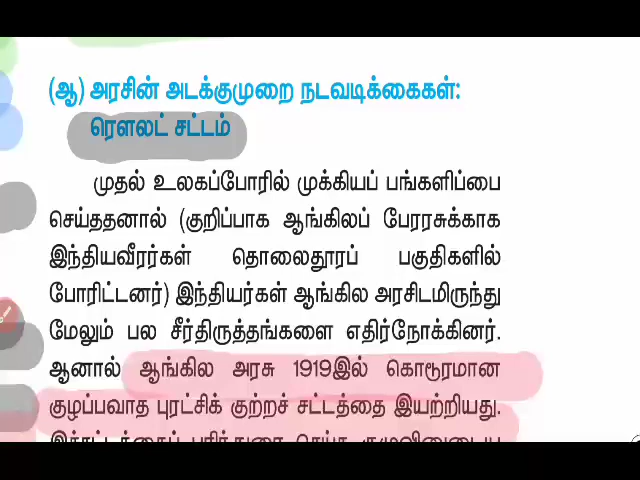 (ஆ) அரசின் அடக்குமுறை நடவடிக்கைகள்:
ரௌலட் சட்டம்
முதல் உலகப்போரில் முக்கியப் பங்களிப்பை
செய்ததனால் (குறிப்பாக ஆங்கிலப் பேரரசுக்காக
இந்தியவீரர்கள் தொலைதூரப் பகுதிகளில்
போரிட்டனர்) இந்தியர்கள் ஆங்கில அரசிடமிருந்து
மேலும் பல சீர்திருத்தங்களை எதிர்நோக்கினர்.
ஆனால் ஆங்கில அரசு 1919இல் கொடூரமான
குழப்பவாத புரட்சிக் குற்றச் சட்டத்தை இயற்றியது.